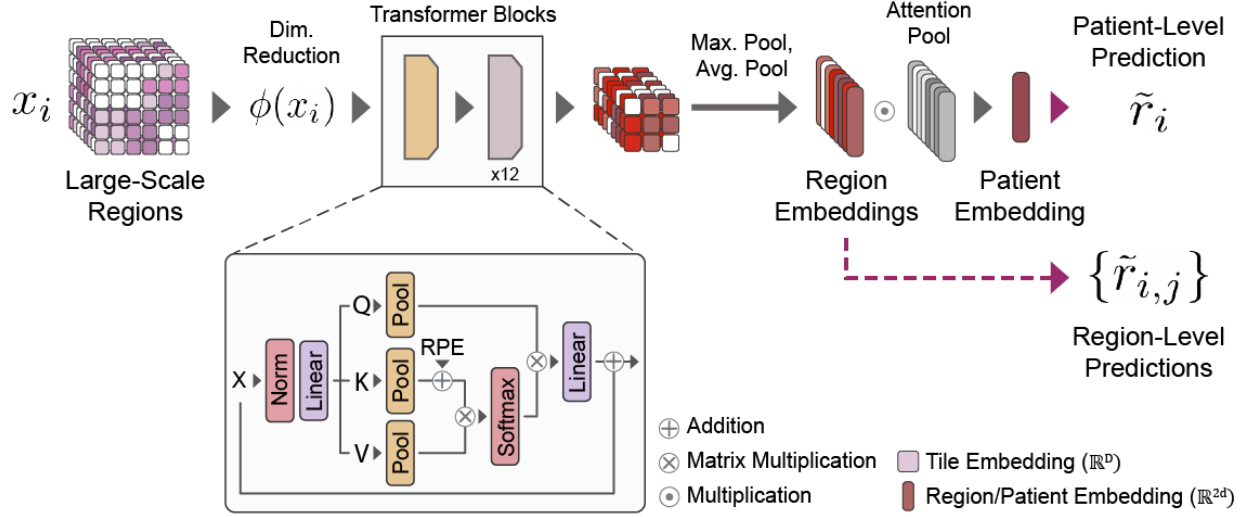 x_i
Large-Scale
Regions
Dim.
Reduction
ϕ(x_i)
Transformer Blocks
x12
Max. Pool,
Avg. Pool
Region
Embeddings
Attention
Pool
Patient
Embedding
Patient-Level
Prediction
r̃_i
{r̃_{i,j}}
Region-Level
Predictions
X
Norm
Linear
Q
Pool
K
Pool
RPE
V
Pool
Softmax
Linear
Addition
Matrix Multiplication
Multiplication
Tile Embedding (ℝᴰ)
Region/Patient Embedding (ℝ²ᵈ)